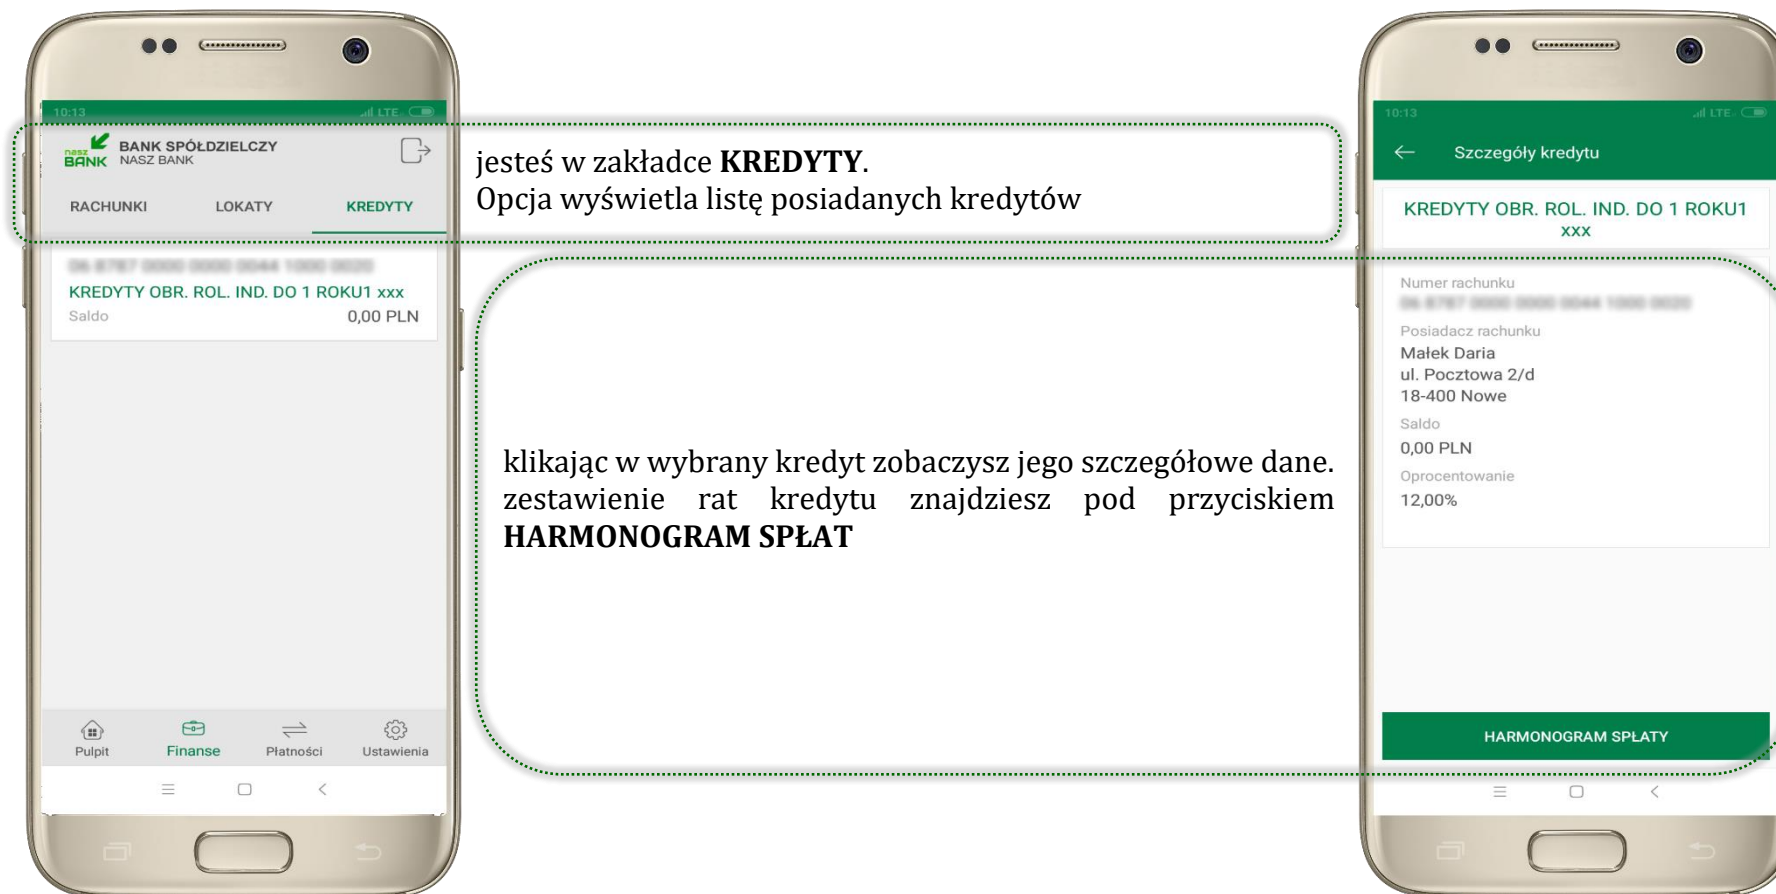 10:13
LTE
nasz
BANK
BANK SPÓŁDZIELCZY
NASZ BANK
RACHUNKI LOKATY KREDYTY
KREDYTY OBR. ROL. IND. DO 1 ROKU1 xxx
Saldo 0,00 PLN
Pulpit Finanse Płatności Ustawienia
jesteś w zakładce KREDYTY.
Opcja wyświetla listę posiadanych kredytów
klikając w wybrany kredyt zobaczysz jego szczegółowe dane.
zestawienie rat kredytu znajdziesz pod przyciskiem
HARMONOGRAM SPŁAT
10:13
LTE
Szczegóły kredytu
KREDYTY OBR. ROL. IND. DO 1 ROKU1
xxx
Numer rachunku
Posiadacz rachunku
Małek Daria
ul. Pocztowa 2/d
18-400 Nowe
Saldo
0,00 PLN
Oprocentowanie
12,00%
HARMONOGRAM SPŁATY